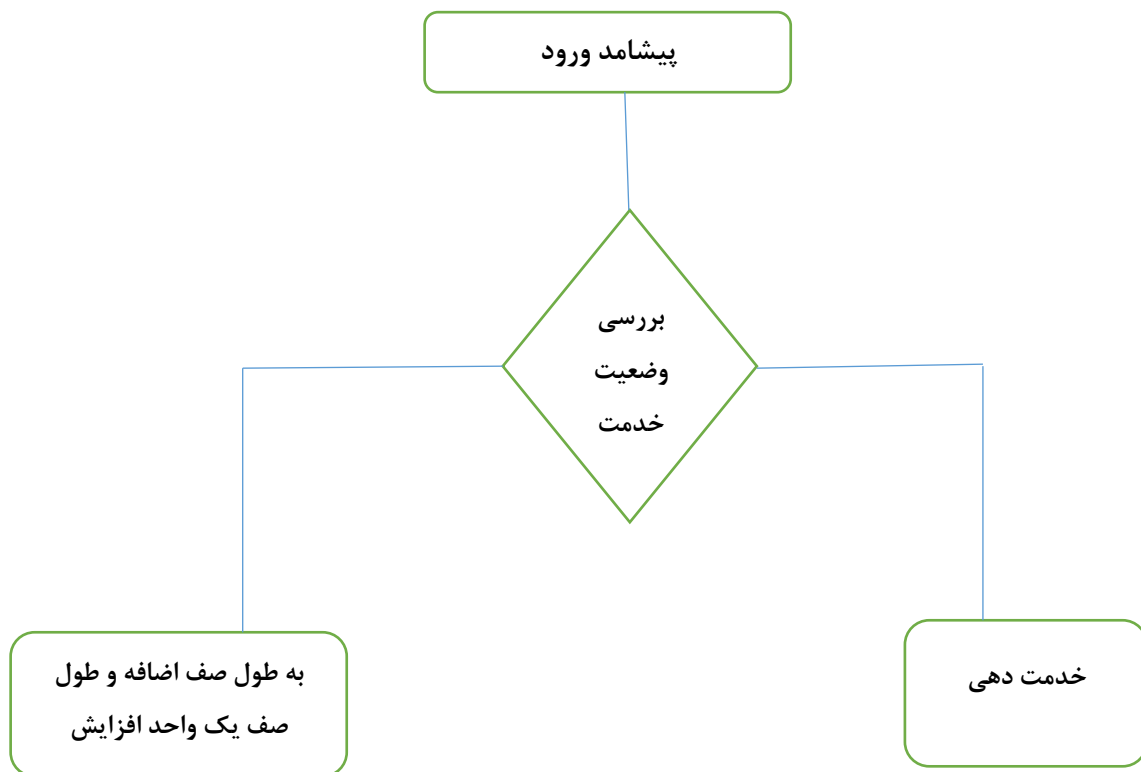 پیشامد ورود
بررسی
وضعیت
خدمت
خدمت دهی
به طول صف اضافه و طول
صف یک واحد افزایش